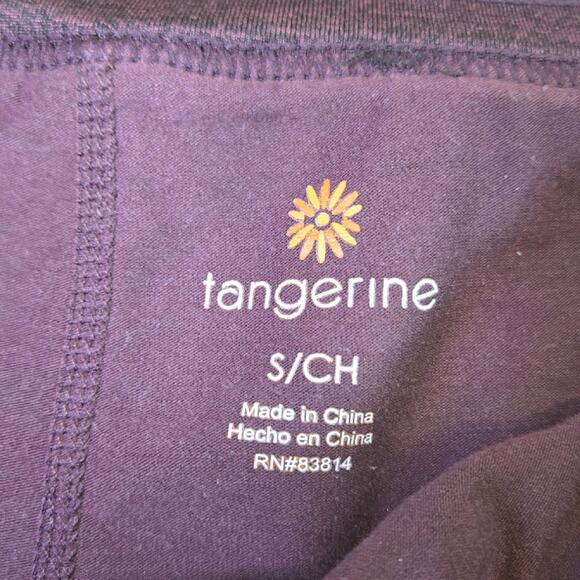 tangerine
S/CH
Made in China
Hecho en China
RN#83814